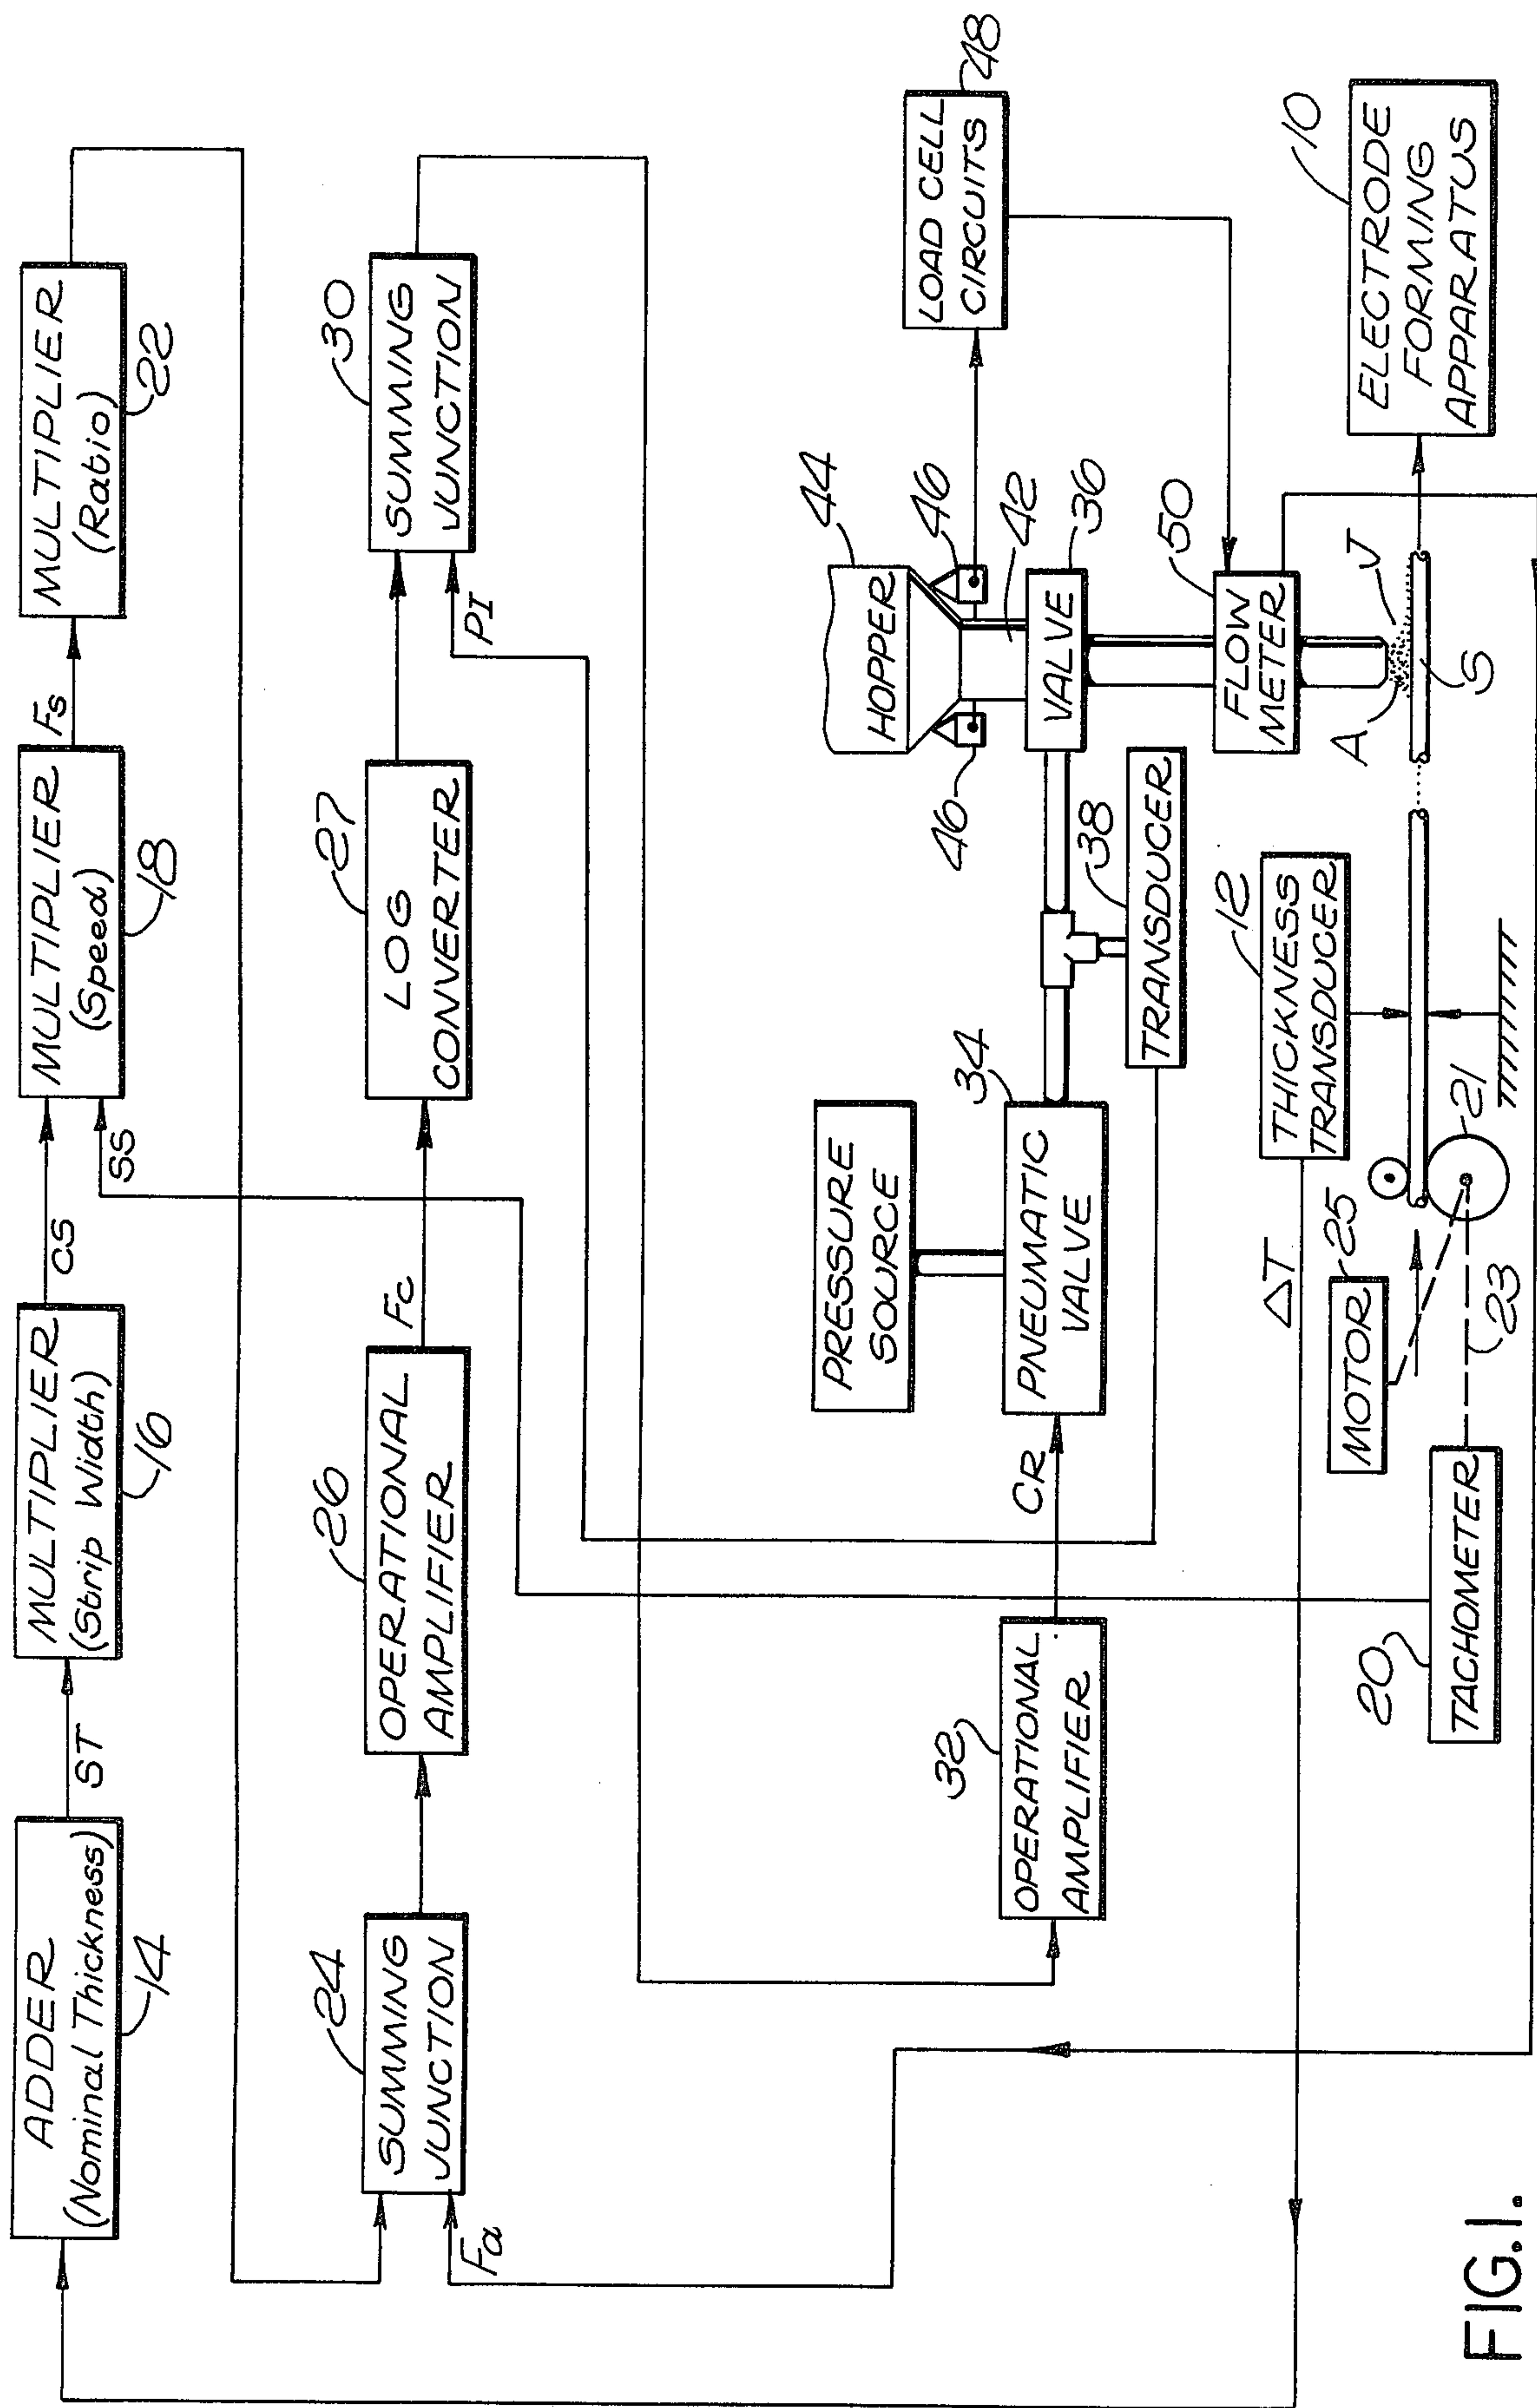 ADDER
(Nominal Thickness)
14
ST
MULTIPLIER
(Strip Width)
16
CS
SS
MULTIPLIER
(Speed)
18
Fs
MULTIPLIER
(Ratio)
22
24
SUMMING
JUNCTION
Fa
26
OPERATIONAL
AMPLIFIER
Fc
27
LOG
CONVERTER
30
SUMMING
JUNCTION
PI
32
OPERATIONAL
AMPLIFIER
CR
PRESSURE
SOURCE
34
PNEUMATIC
VALVE
38
TRANSDUCER
44
HOPPER
46
46
42
VALVE
36
LOAD CELL
CIRCUITS
48
50
FLOW
METER
A
J
S
ELECTRODE
FORMING
APPARATUS
10
12
THICKNESS
TRANSDUCER
ΔT
MOTOR
25
21
23
20
TACHOMETER
FIG.1.